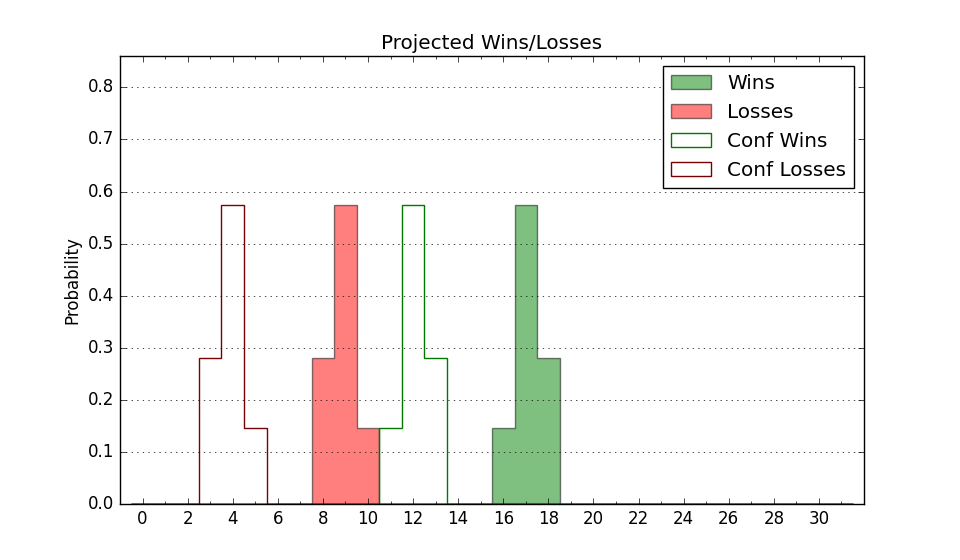 Projected Wins/Losses
Wins
Losses
Conf Wins
Conf Losses
Probability
0.8
0.7
0.6
0.5
0.4
0.3
0.2
0.1
0.0
0 2 4 6 8 10 12 14 16 18 20 22 24 26 28 30